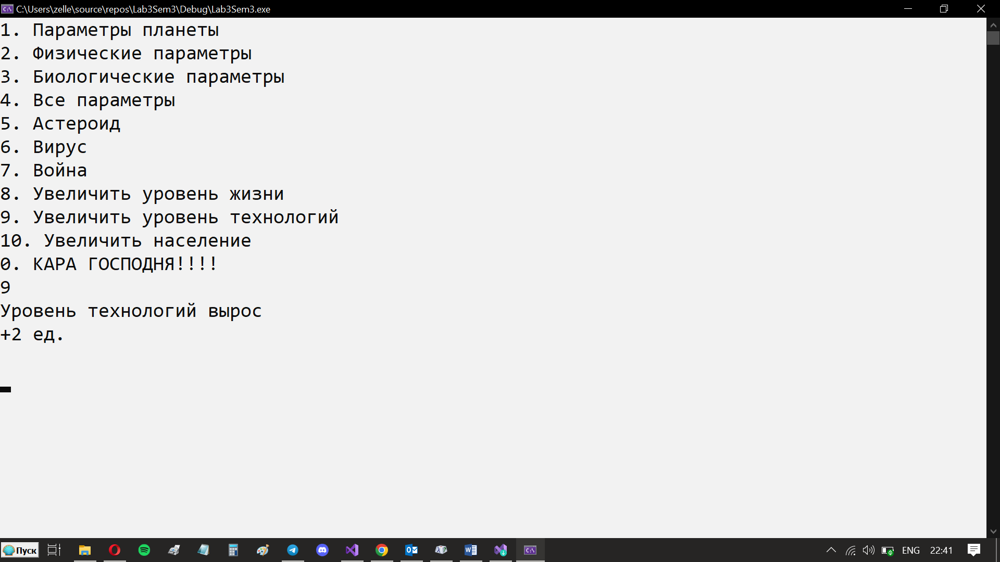 C:\Users\zelle\source\repos\Lab3Sem3\Debug\Lab3Sem3.exe
1. Параметры планеты
2. Физические параметры
3. Биологические параметры
4. Все параметры
5. Астероид
6. Вирус
7. Война
8. Увеличить уровень жизни
9. Увеличить уровень технологий
10. Увеличить население
0. КАРА ГОСПОДНЯ!!!!
9
Уровень технологий вырос
+2 ед.
Пуск
ENG 22:41